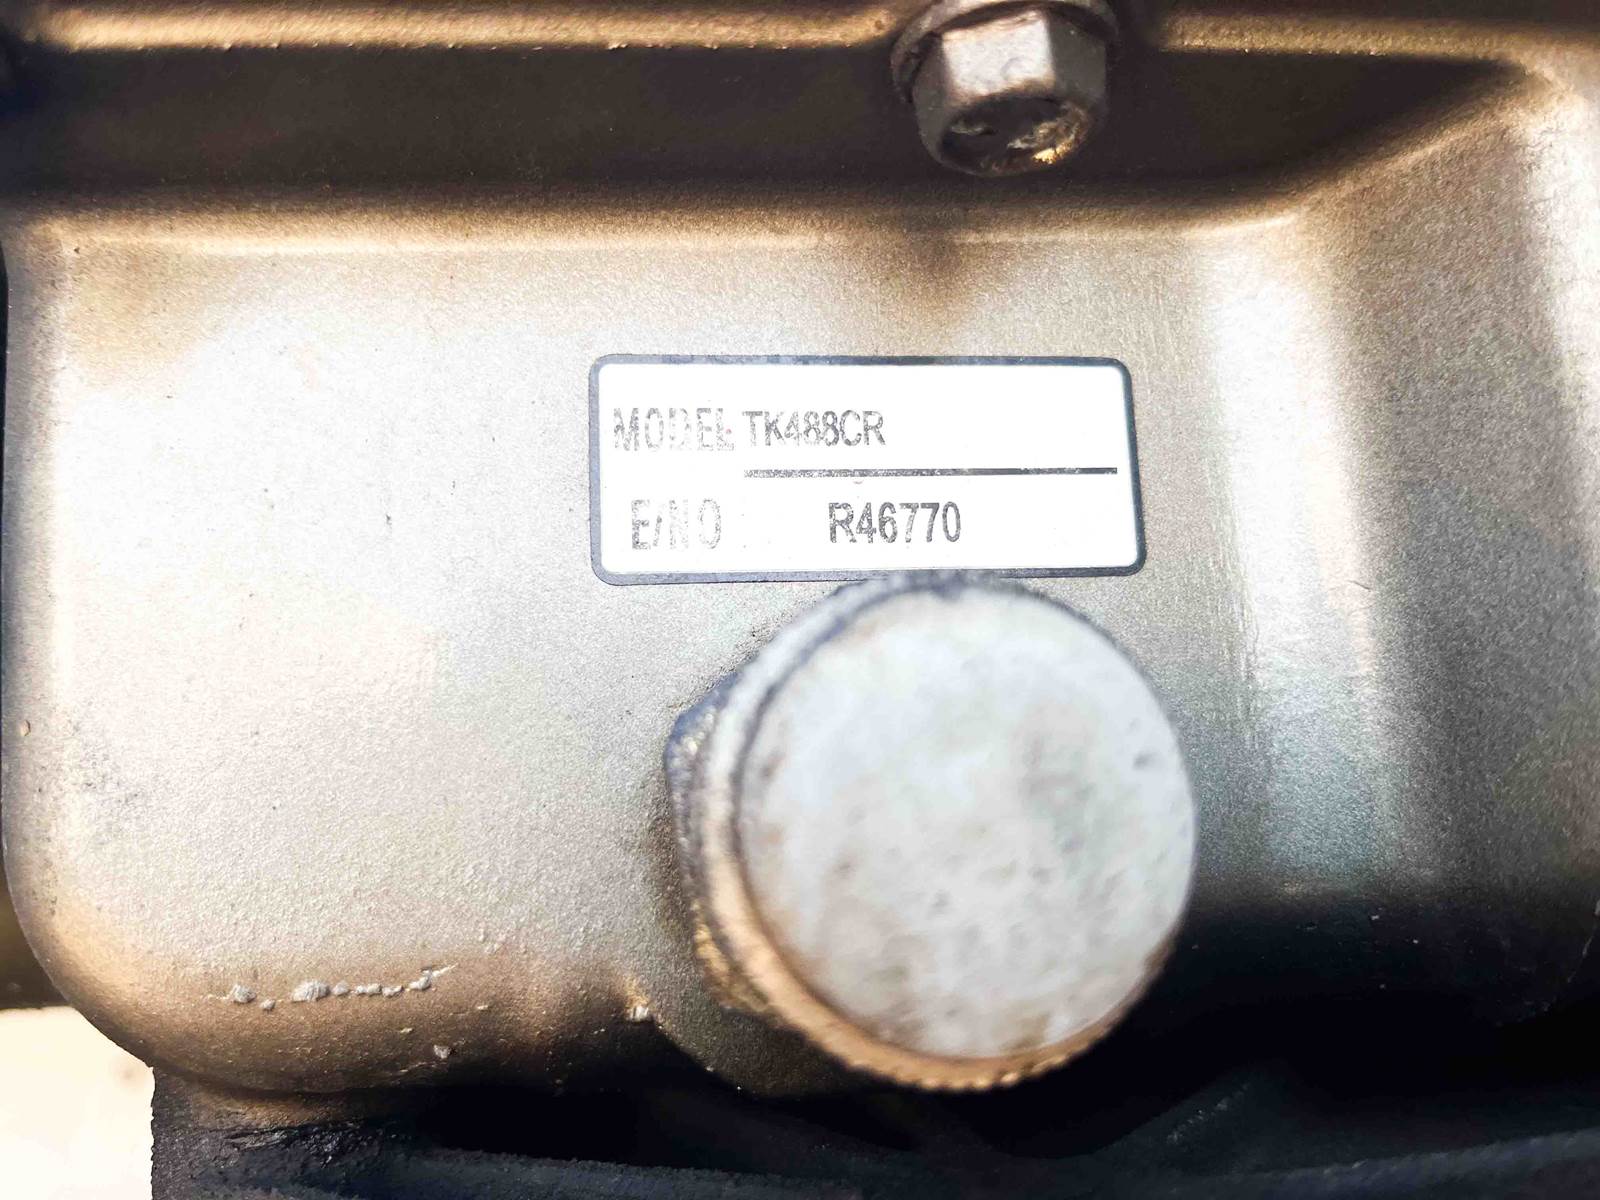 MODEL TK488CR
E/NO R46770